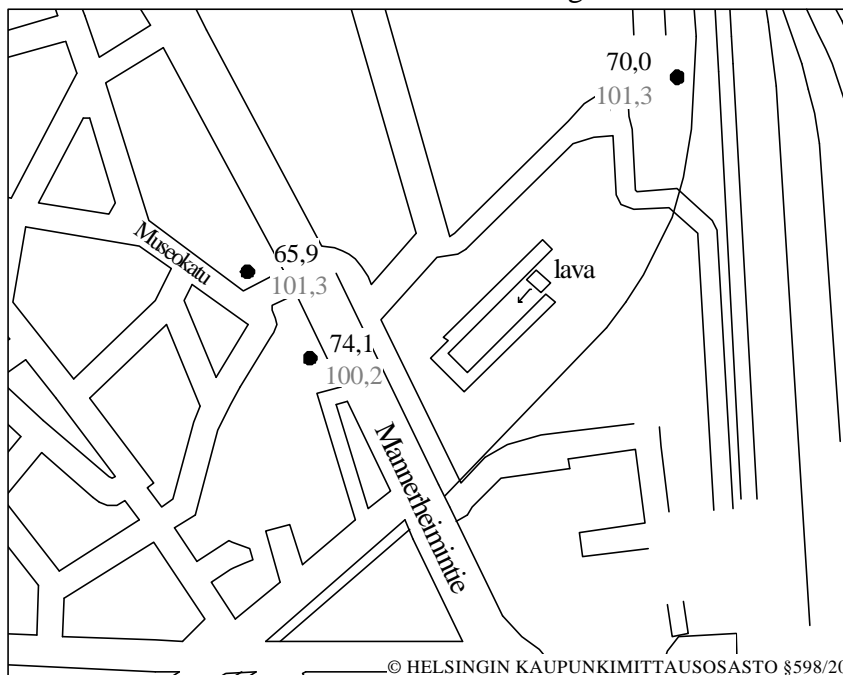 70,0
101,3
Museokatu
65,9
101,3
lava
74,1
100,2
Mannerheimintie
© HELSINGIN KAUPUNKIMITTAUSOSASTO §598/20